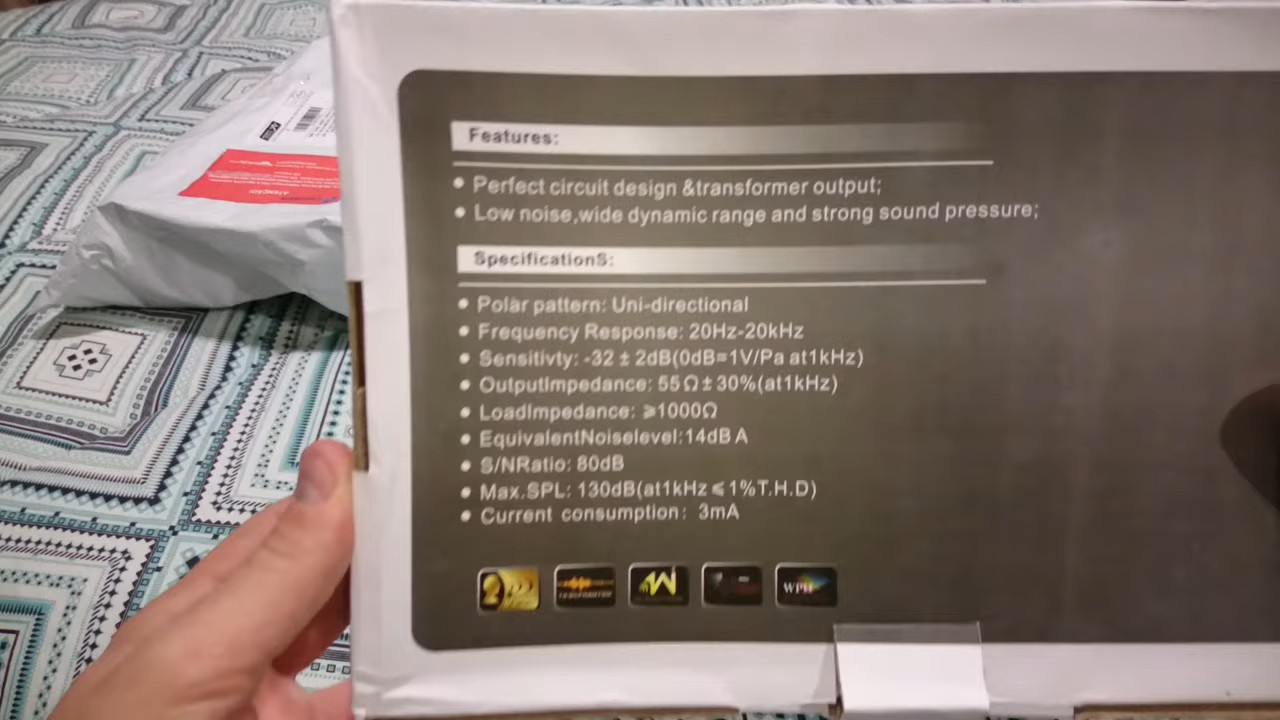 ATENÇÃO!
Features:
Perfect circuit design &transformer output;
Low noise,wide dynamic range and strong sound pressure;
SpecificationS:
Polar pattern: Uni-directional
Frequency Response: 20Hz-20kHz
Sensitivty: -32 ± 2dB(0dB=1V/Pa at1kHz)
OutputImpedance: 55Ω±30%(at1kHz)
LoadImpedance: ⩾1000Ω
EquivalentNoiselevel:14dB A
S/NRatio: 80dB
Max.SPL: 130dB(at1kHz⩽1%T.H.D)
Current consumption: 3mA